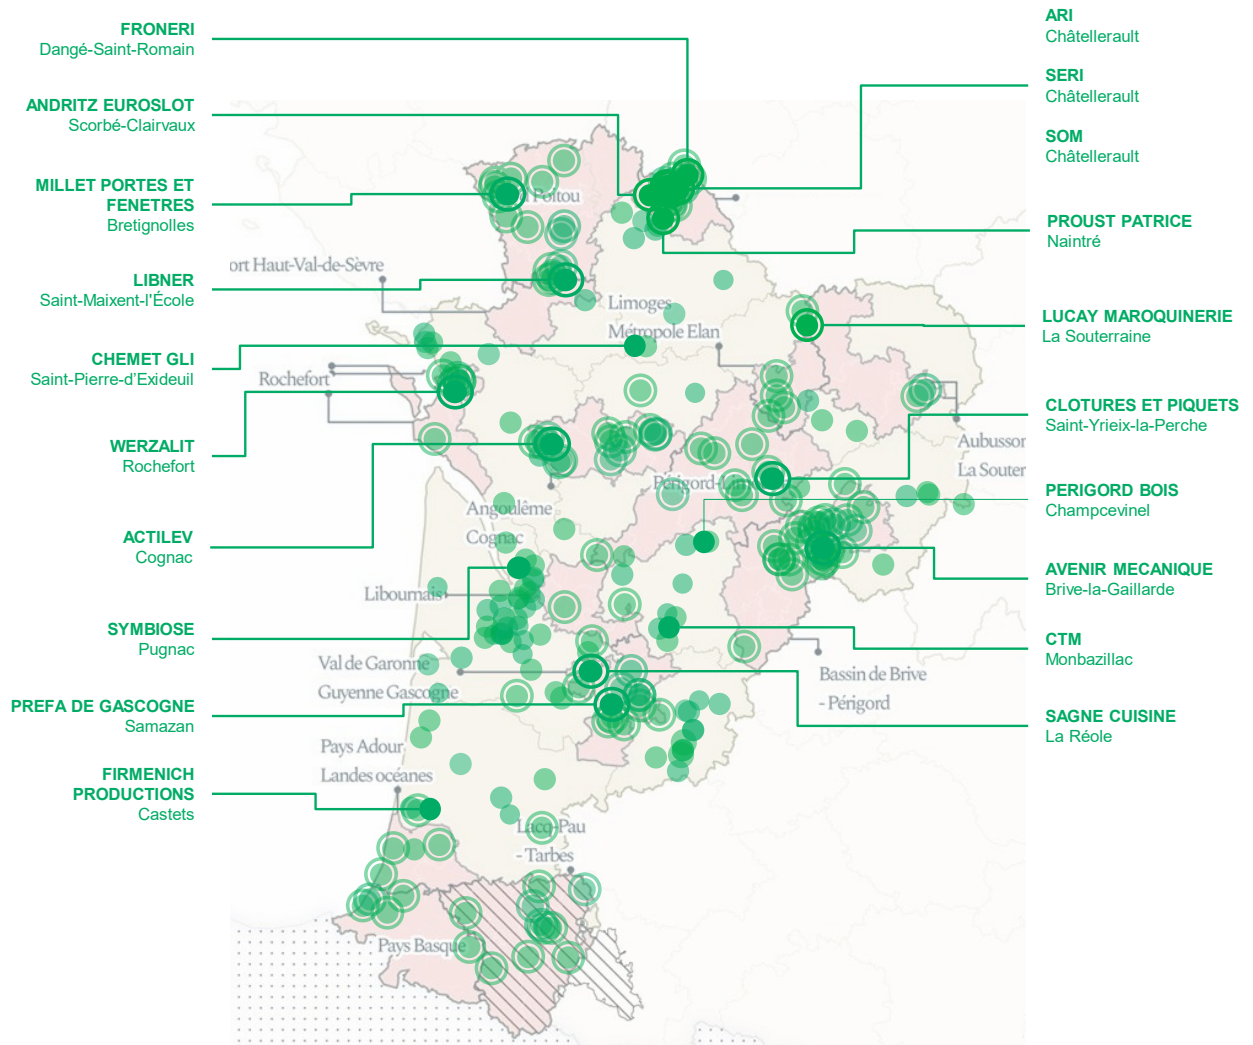 FRONERI
Dangé-Saint-Romain
ANDRITZ EUROSLOT
Scorbé-Clairvaux
MILLET PORTES ET
FENETRES
Bretignolles
LIBNER
Saint-Maixent-l'École
CHEMET GLI
Saint-Pierre-d'Exideuil
WERZALIT
Rochefort
ACTILEV
Cognac
SYMBIOSE
Pugnac
PREFA DE GASCOGNE
Samazan
FIRMENICH
PRODUCTIONS
Castets
Poitou
ort Haut-Val-de-Sèvre
Limoges
Métropole Elan
Rochefort
Angoulême
Cognac
Périgord-Lim
Aubusson
La Souter
Libournais
Val de Garonne
Guyenne Gascogne
Bassin de Brive
- Périgord
Pays Adour
Landes océanes
Lacq-Pau
- Tarbes
Pays Basque
ARI
Châtellerault
SERI
Châtellerault
SOM
Châtellerault
PROUST PATRICE
Naintré
LUCAY MAROQUINERIE
La Souterraine
CLOTURES ET PIQUETS
Saint-Yrieix-la-Perche
PERIGORD BOIS
Champcevinel
AVENIR MECANIQUE
Brive-la-Gaillarde
CTM
Monbazillac
SAGNE CUISINE
La Réole